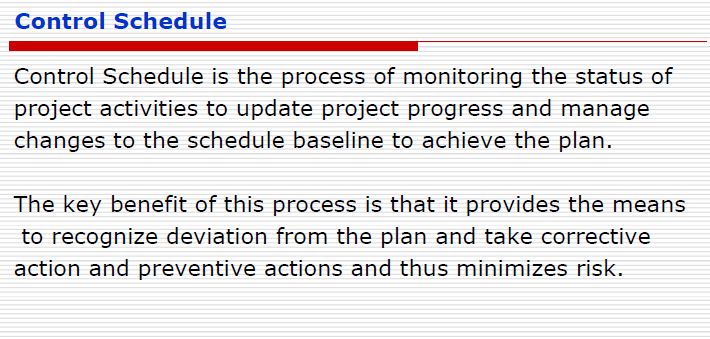 Control Schedule
Control Schedule is the process of monitoring the status of
project activities to update project progress and manage
changes to the schedule baseline to achieve the plan.
The key benefit of this process is that it provides the means
to recognize deviation from the plan and take corrective
action and preventive actions and thus minimizes risk.